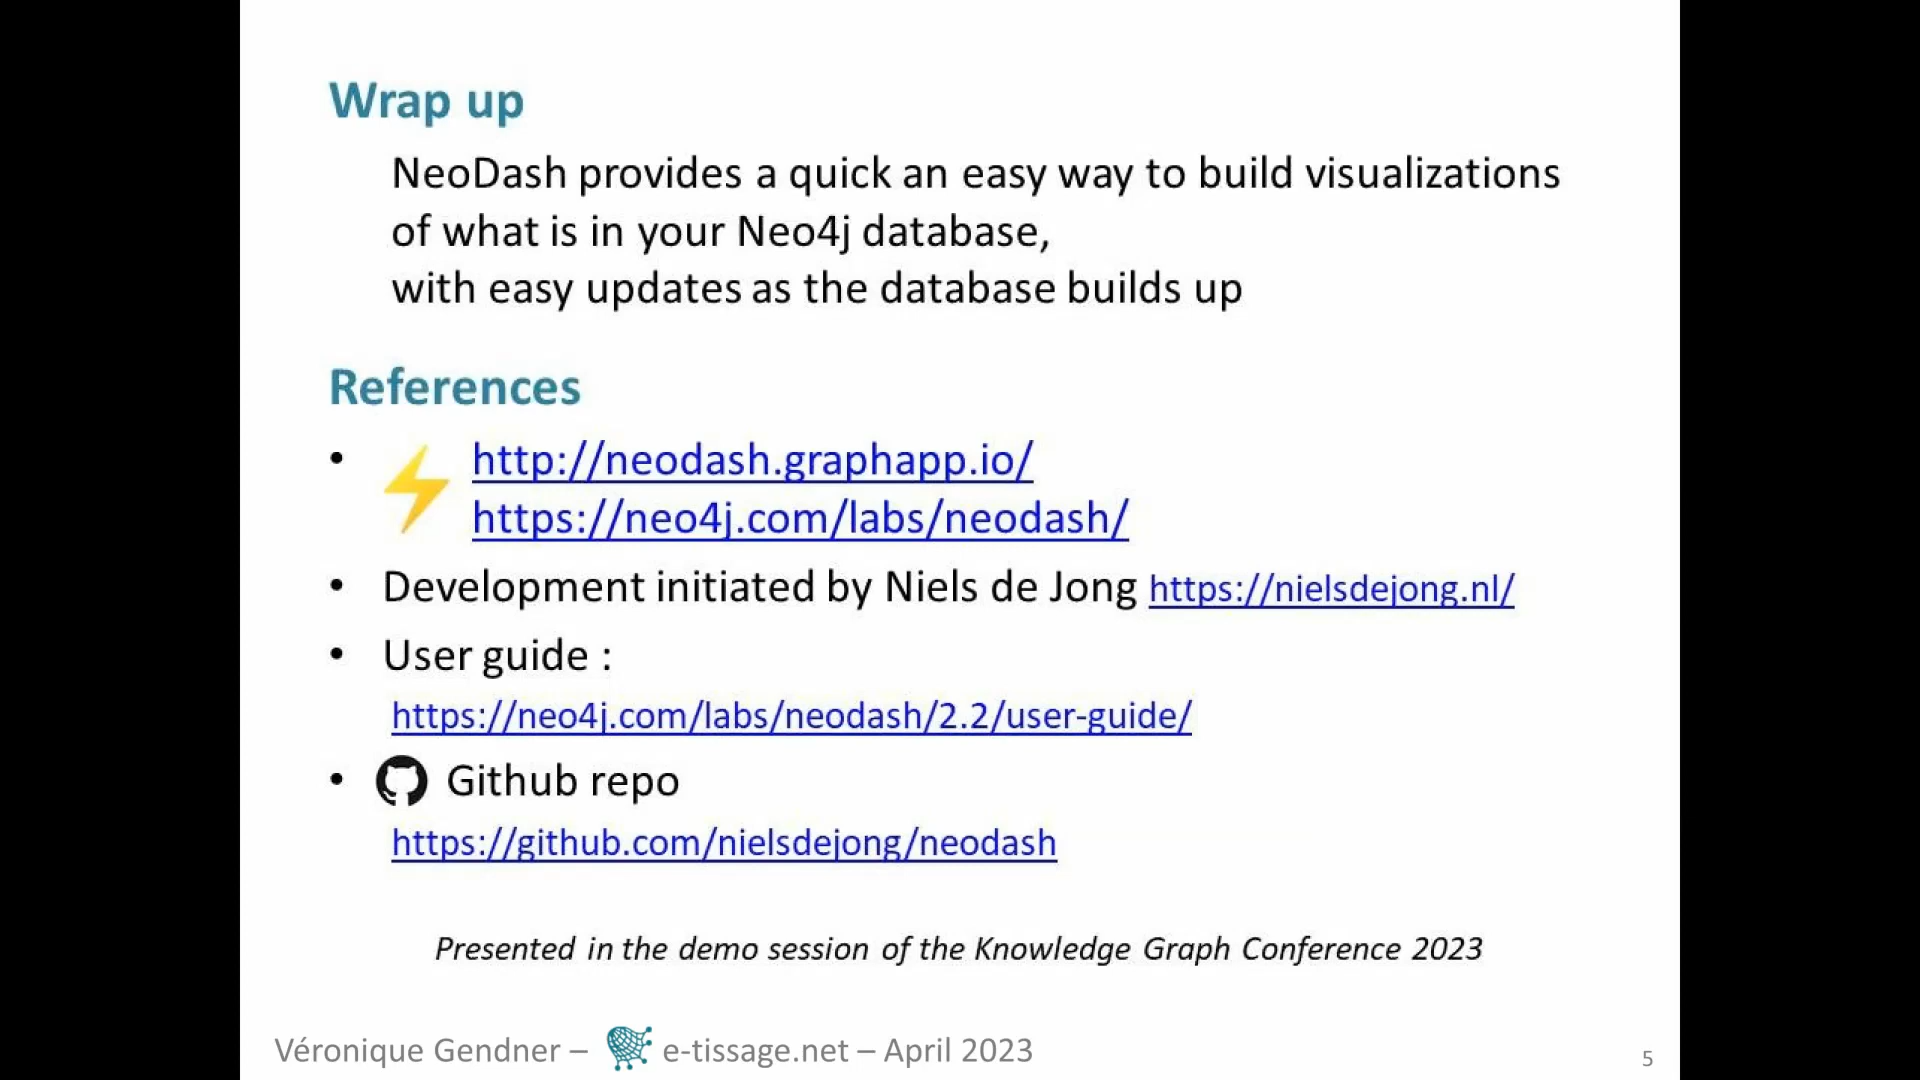 Wrap up
NeoDash provides a quick an easy way to build visualizations
of what is in your Neo4j database,
with easy updates as the database builds up
References
• http://neodash.graphapp.io/
https://neo4j.com/labs/neodash/
• Development initiated by Niels de Jong https://nielsdejong.nl/
• User guide :
https://neo4j.com/labs/neodash/2.2/user-guide/
• Github repo
https://github.com/nielsdejong/neodash
Presented in the demo session of the Knowledge Graph Conference 2023
Véronique Gendner – e-tissage.net – April 2023
5